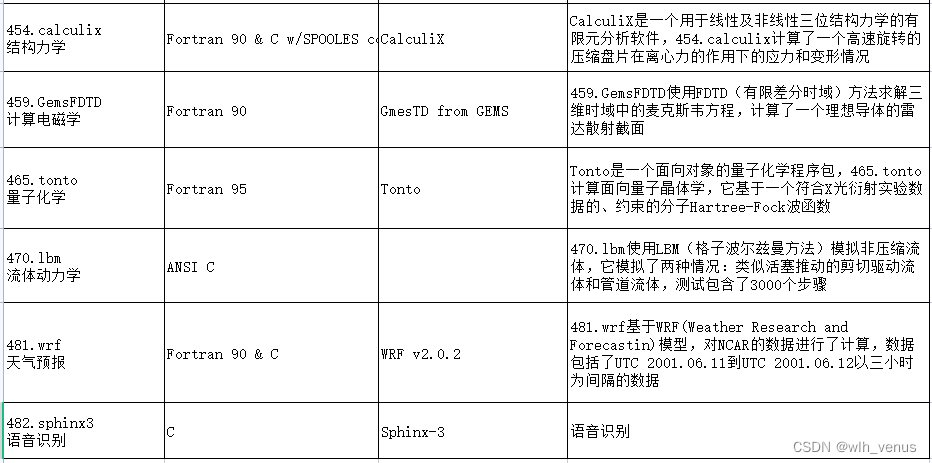 454.calculix
结构力学
Fortran 90 & C w/SPOOLES co
CalculiX
CalculiX是一个用于线性及非线性三位结构力学的有
限元分析软件，454.calculix计算了一个高速旋转的
压缩盘片在离心力的作用下的应力和变形情况
459.GemsFDTD
计算电磁学
Fortran 90
GmesTD from GEMS
459.GemsFDTD使用FDTD（有限差分时域）方法求解三
维时域中的麦克斯韦方程，计算了一个理想导体的雷
达散射截面
465.tonto
量子化学
Fortran 95
Tonto
Tonto是一个面向对象的量子化学程序包，465.tonto
计算面向量子晶体学，它基于一个符合X光衍射实验数
据的、约束的分子Hartree-Fock波函数
470.lbm
流体动力学
ANSI C
470.lbm使用LBM（格子波尔兹曼方法）模拟非压缩流
体，它模拟了两种情况：类似活塞推动的剪切驱动流
体和管道流体，测试包含了3000个步骤
481.wrf
天气预报
Fortran 90 & C
WRF v2.0.2
481.wrf基于WRF(Weather Research and
Forecastin)模型，对NCAR的数据进行了计算，数据
包括了UTC 2001.06.11到UTC 2001.06.12以三小时
为间隔的数据
482.sphinx3
语音识别
C
Sphinx-3
语音识别
CSDN @wlh_venus